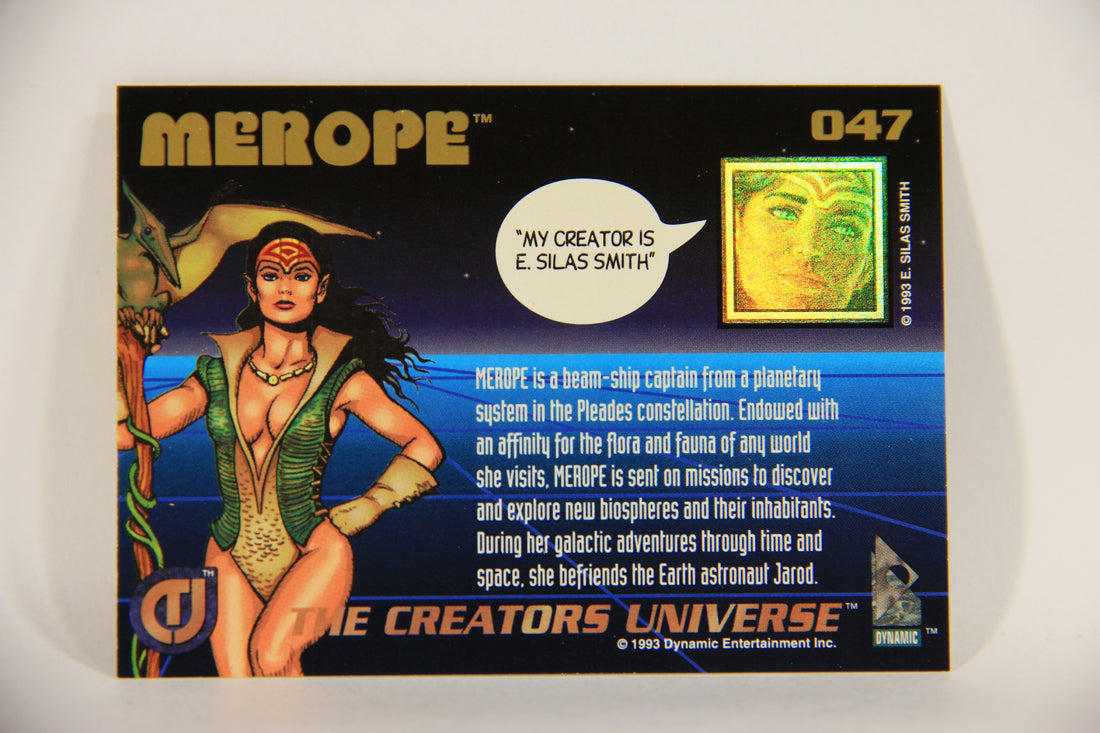 MEROPE™
047
"MY CREATOR IS
E. SILAS SMITH"
© 1993 E. SILAS SMITH
MEROPE is a beam-ship captain from a planetary
system in the Pleades constellation. Endowed with
an affinity for the flora and fauna of any world
she visits, MEROPE is sent on missions to discover
and explore new biospheres and their inhabitants.
During her galactic adventures through time and
space, she befriends the Earth astronaut Jarod.
CTU™
THE CREATORS UNIVERSE™
© 1993 Dynamic Entertainment Inc.
DYNAMIC™